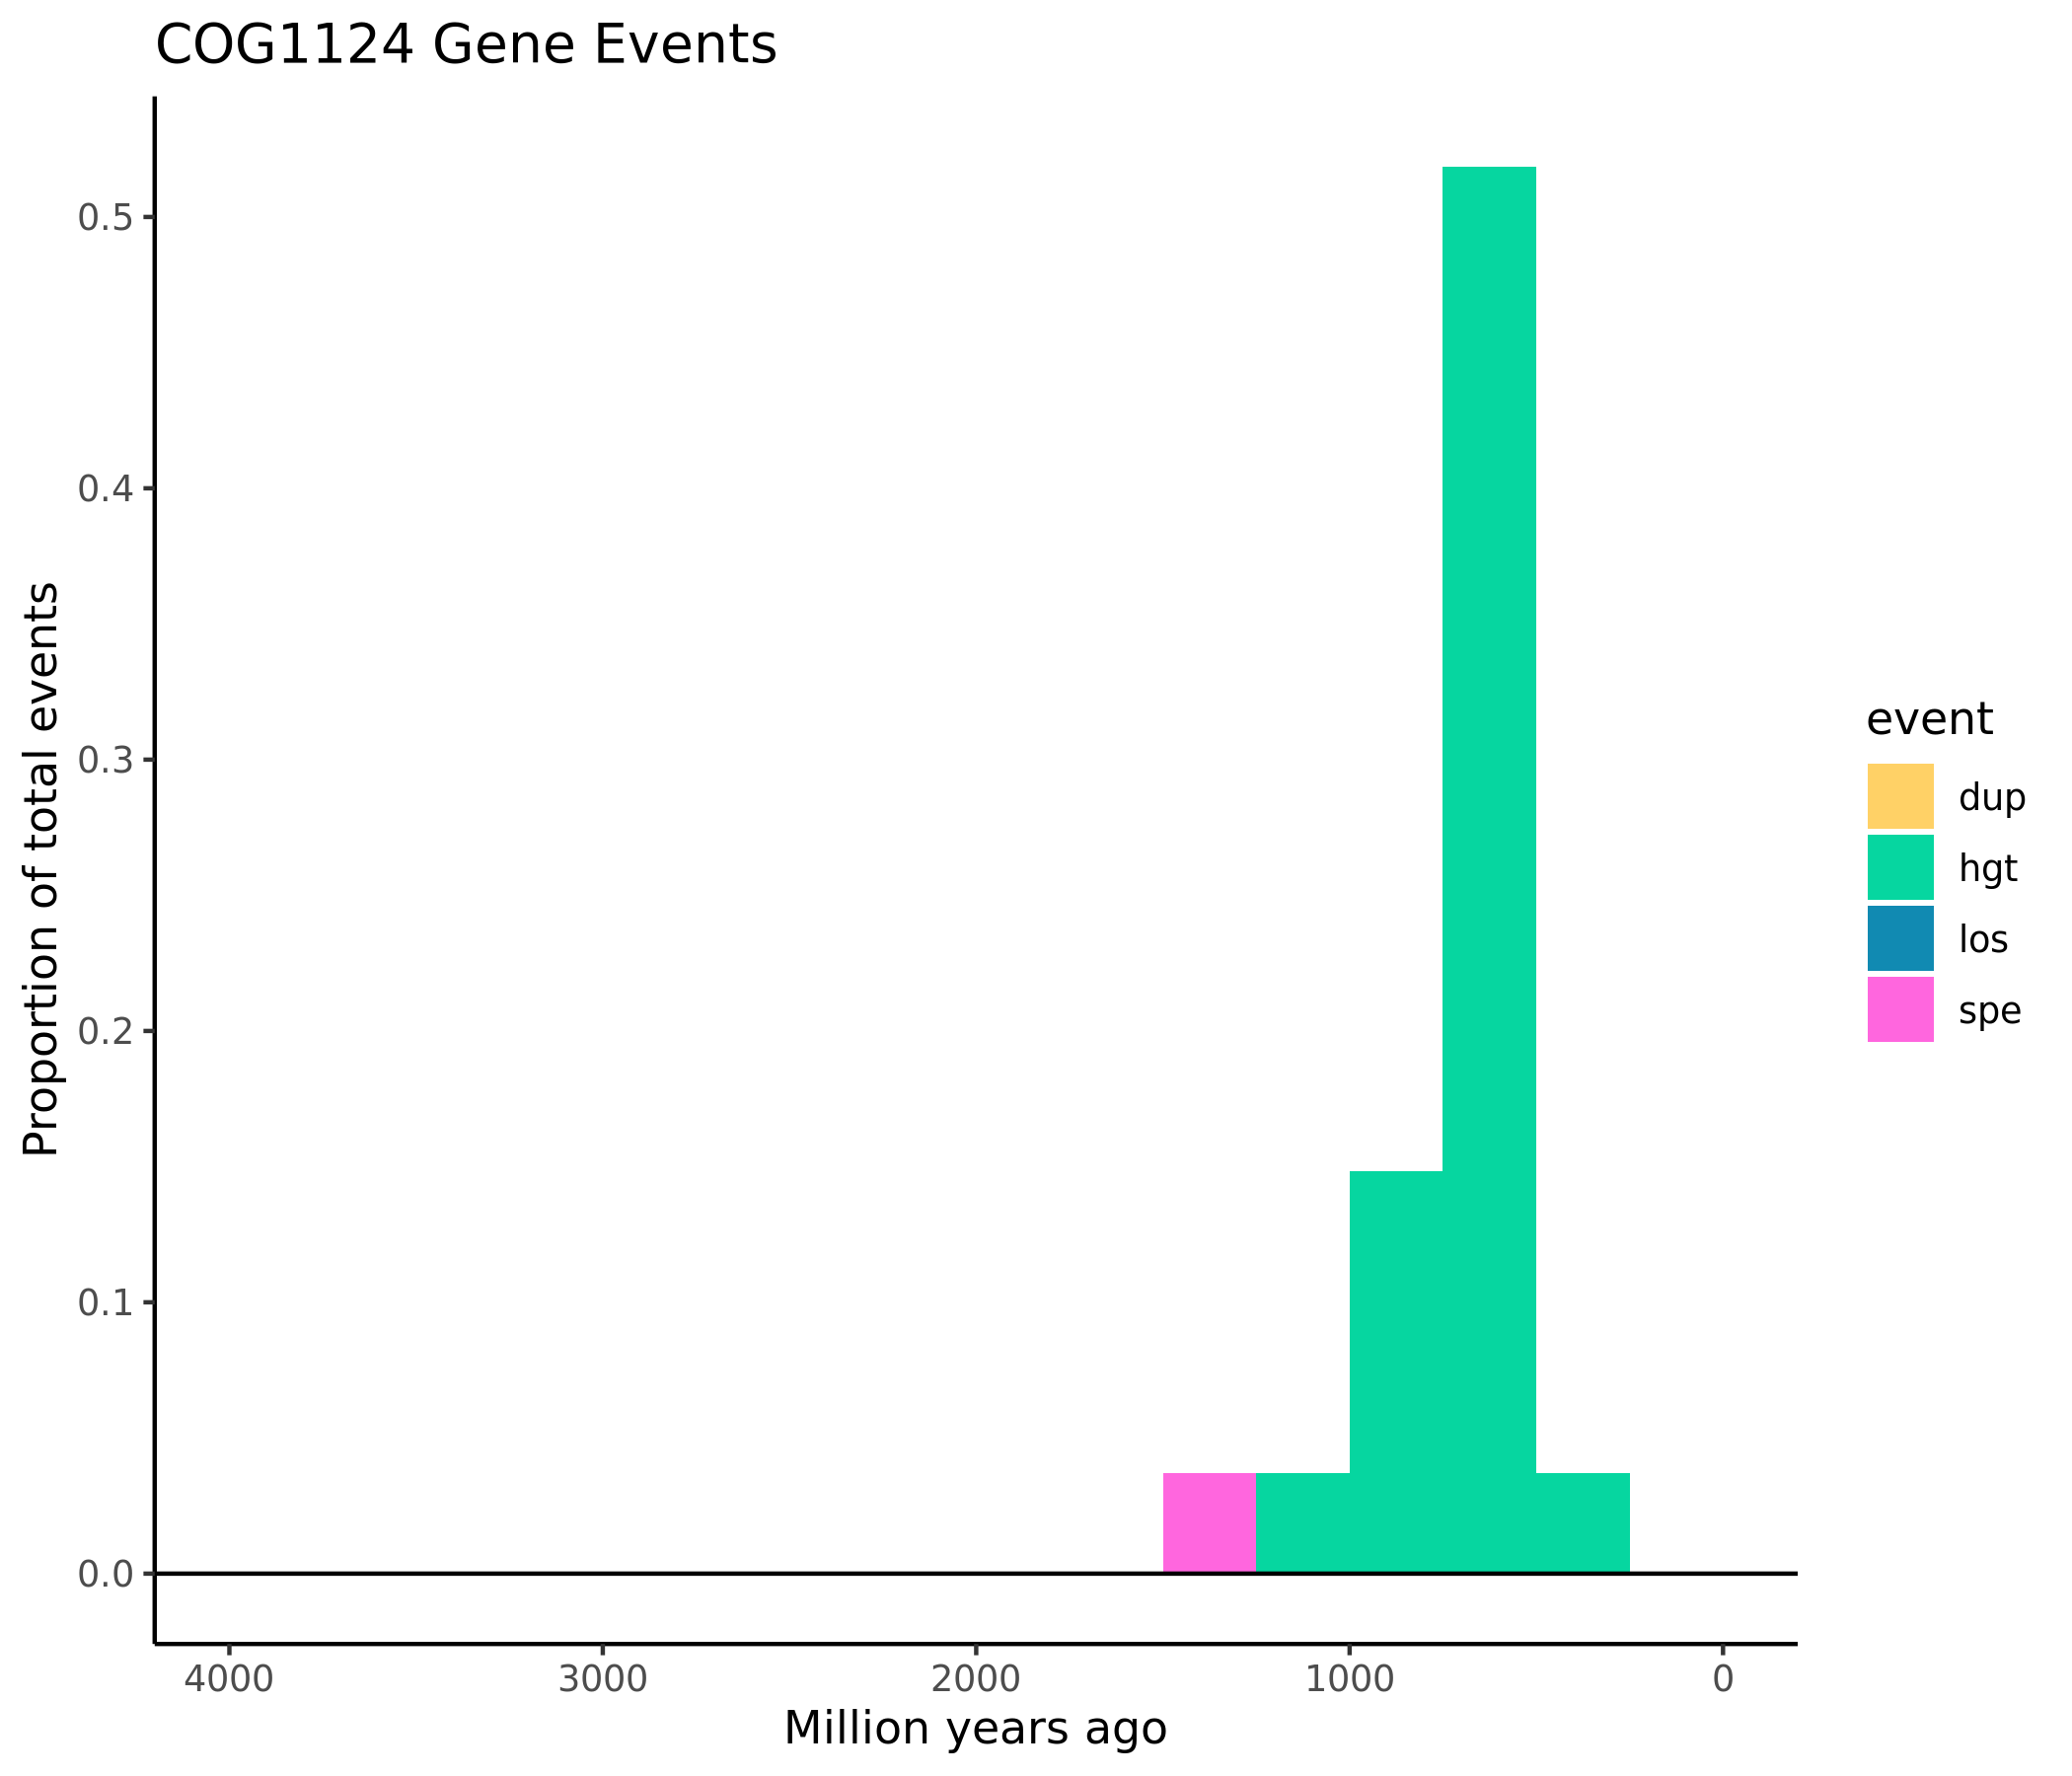 COG1124 Gene Events
Proportion of total events
0.5
0.4
0.3
0.2
0.1
0.0
4000 3000 2000 1000 0
Million years ago
event
dup
hgt
los
spe